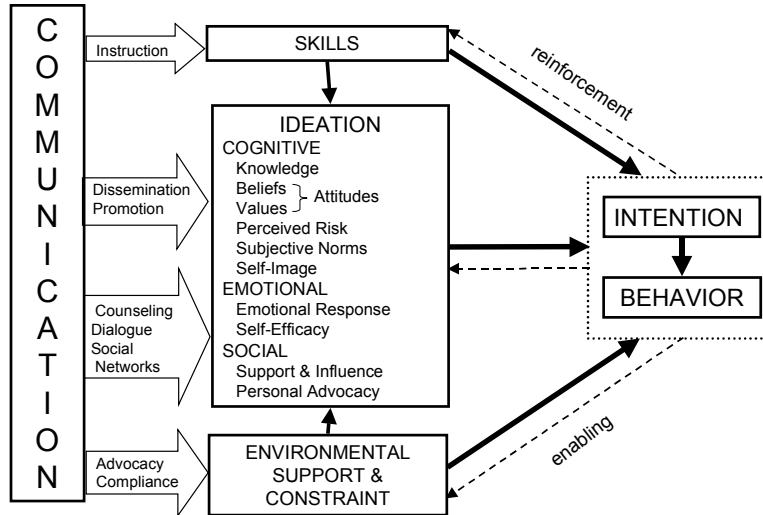 COMMUNICATION
Instruction
Dissemination
Promotion
Counseling
Dialogue
Social
Networks
Advocacy
Compliance
SKILLS
IDEATION
COGNITIVE
Knowledge
Beliefs
Values
Attitudes
Perceived Risk
Subjective Norms
Self-Image
EMOTIONAL
Emotional Response
Self-Efficacy
SOCIAL
Support & Influence
Personal Advocacy
ENVIRONMENTAL
SUPPORT &
CONSTRAINT
reinforcement
INTENTION
BEHAVIOR
enabling